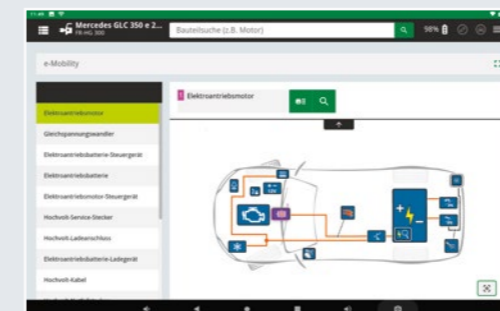 Mercedes GLC 350 e 2...
FR-HG 300
Bauteilsuche (z.B. Motor)
98%
e-Mobility
Elektroantriebsmotor
Gleichspannungswandler
Elektroantriebsbatterie-Steuergerät
Elektroantriebsbatterie
Elektroantriebsmotor-Steuergerät
Hochvolt-Service-Stecker
Hochvolt-Ladeanschluss
Elektroantriebsbatterie-Ladegerät
Hochvolt-Kabel
1
Elektroantriebsmotor
12V